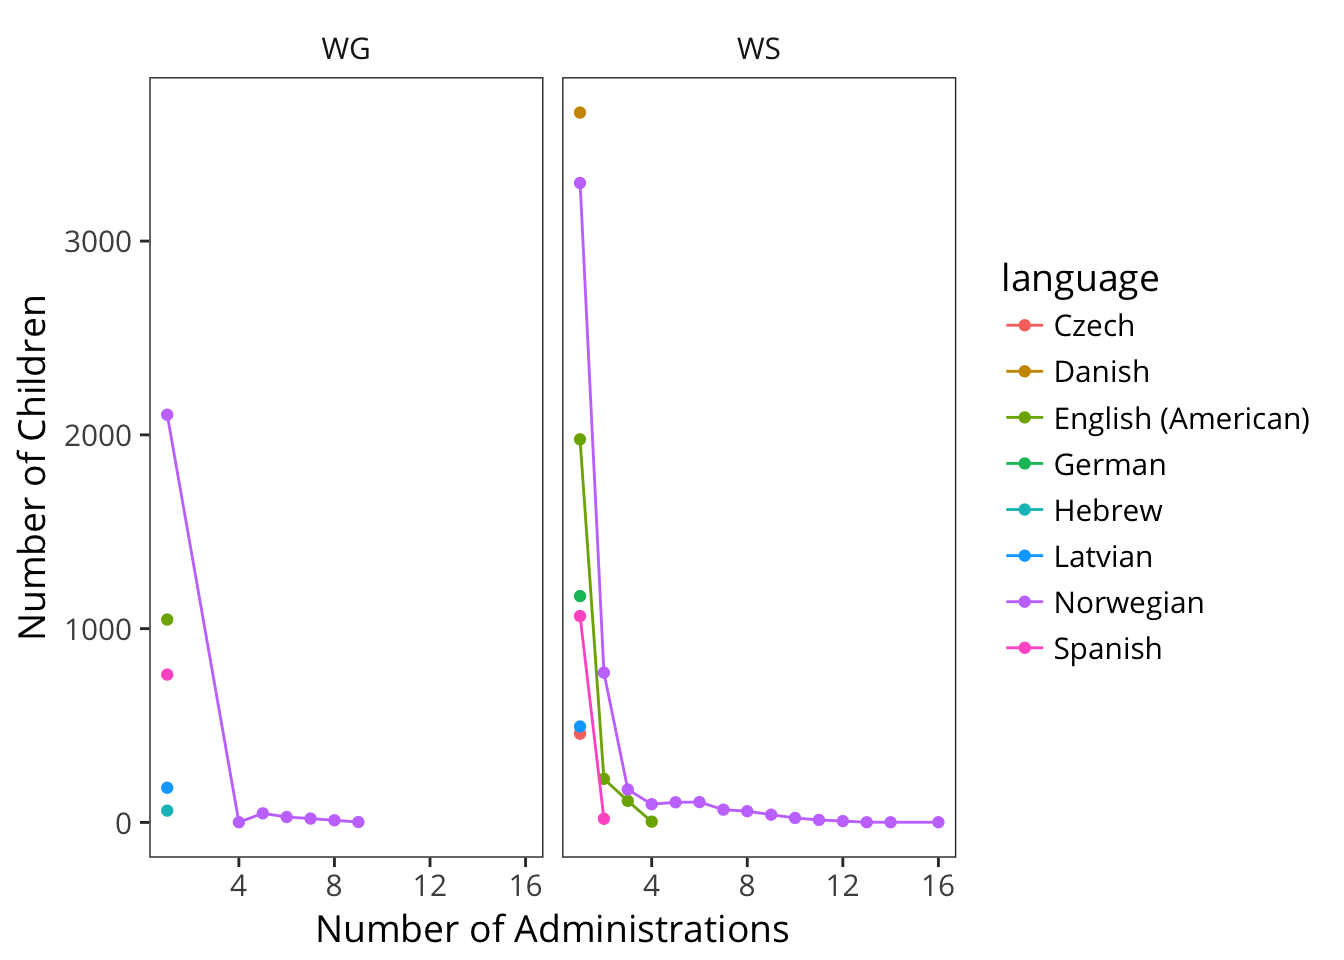 WG
WS
3000
2000
1000
0
Number of Children
4 8 12 16
4 8 12 16
Number of Administrations
language
Czech
Danish
English (American)
German
Hebrew
Latvian
Norwegian
Spanish